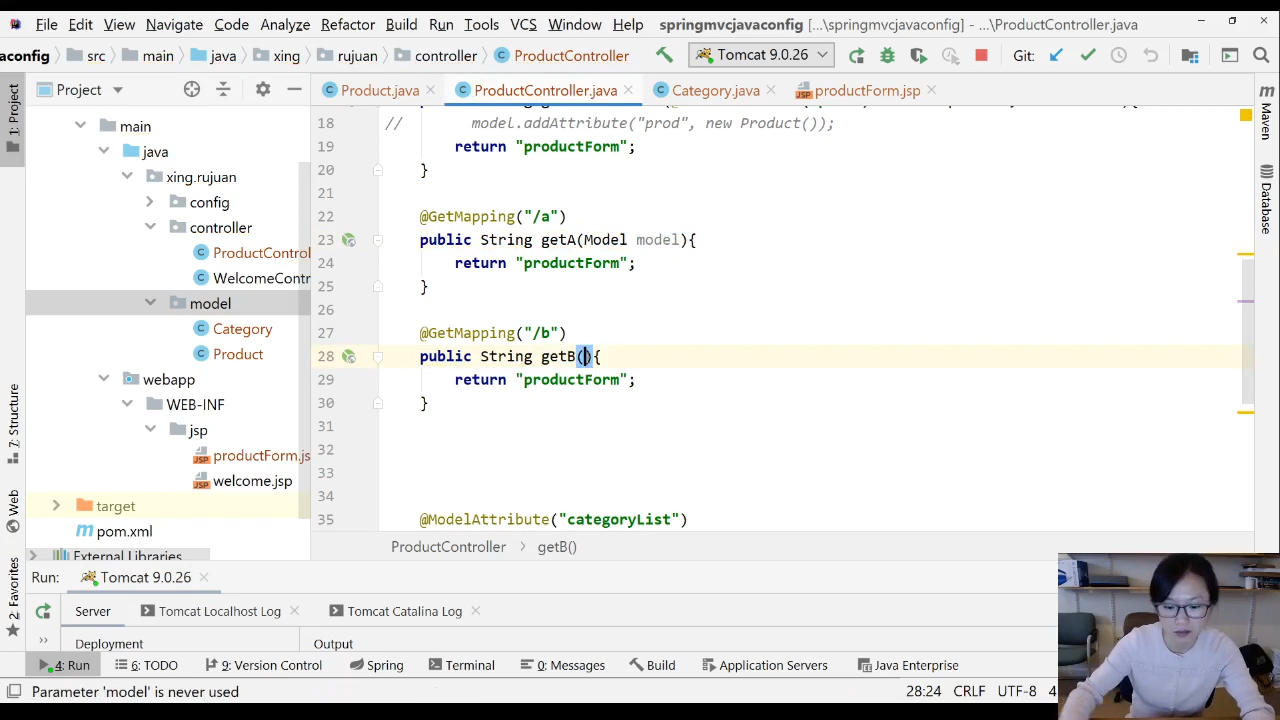 File Edit View Navigate Code Analyze Refactor Build Run Tools VCS Window Help springmvcjavaconfig [...\springmvcjavaconfig] - ...\ProductController.java
aconfig src main java xing rujuan controller ProductController Tomcat 9.0.26 Git:
Project Product.java ProductController.java Category.java productForm.jsp
1: Project
7: Structure
Web
2: Favorites
main
java
xing.rujuan
config
controller
ProductControl
WelcomeContr
model
Category
Product
webapp
WEB-INF
jsp
productForm.js
welcome.jsp
target
pom.xml
External Libraries
18 // model.addAttribute("prod", new Product());
19 return "productForm";
20 }
21
22 @GetMapping("/a")
23 public String getA(Model model){
24 return "productForm";
25 }
26
27 @GetMapping("/b")
28 public String getB(){
29 return "productForm";
30 }
31
32
33
34
35 @ModelAttribute("categoryList")
ProductController > getB()
Maven
Database
Run: Tomcat 9.0.26
Server Tomcat Localhost Log Tomcat Catalina Log
Deployment Output
4: Run 6: TODO 9: Version Control Spring Terminal 0: Messages Build Application Servers Java Enterprise
Parameter 'model' is never used 28:24 CRLF UTF-8 4